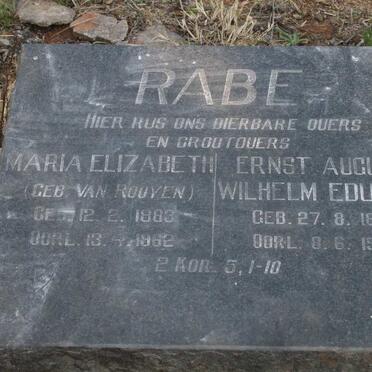 RABE
HIER RUS ONS DIERBARE OUERS
EN GROOTOUERS
MARIA ELIZABETH
(GEB. VAN ROOYEN)
GEB. 12. 2. 1883
OORL. 13. 4. 1962
ERNST AUGU
WILHELM EDU
GEB. 27. 8. 18
OORL. 8. 6. 19
2 KOR. 5, 1-10